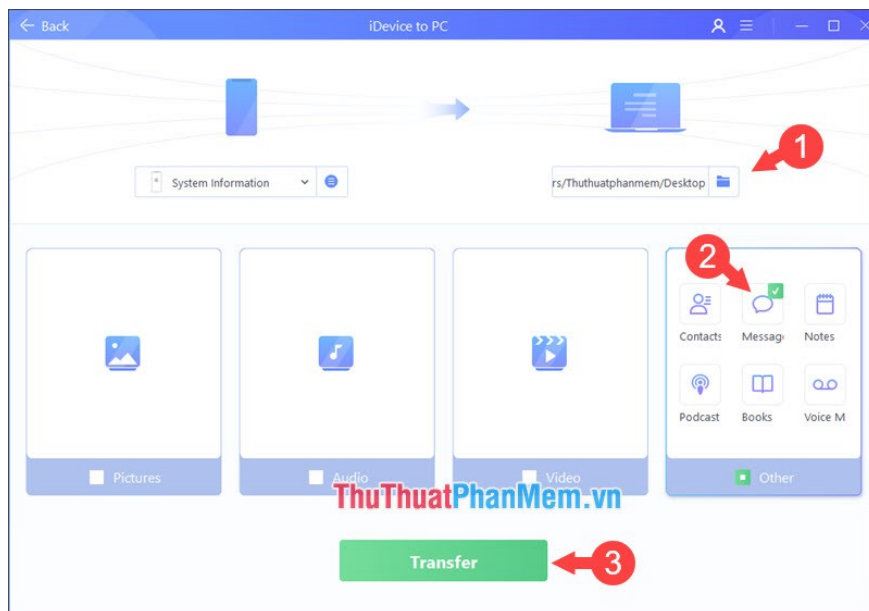 Back
iDevice to PC
1
System Information
rs/Thuthuatphanmem/Desktop
2
Contacts
Messag
Notes
Podcast
Books
Voice M
Pictures
Audio
Video
Other
ThuThuatPhanMem.vn
Transfer
3